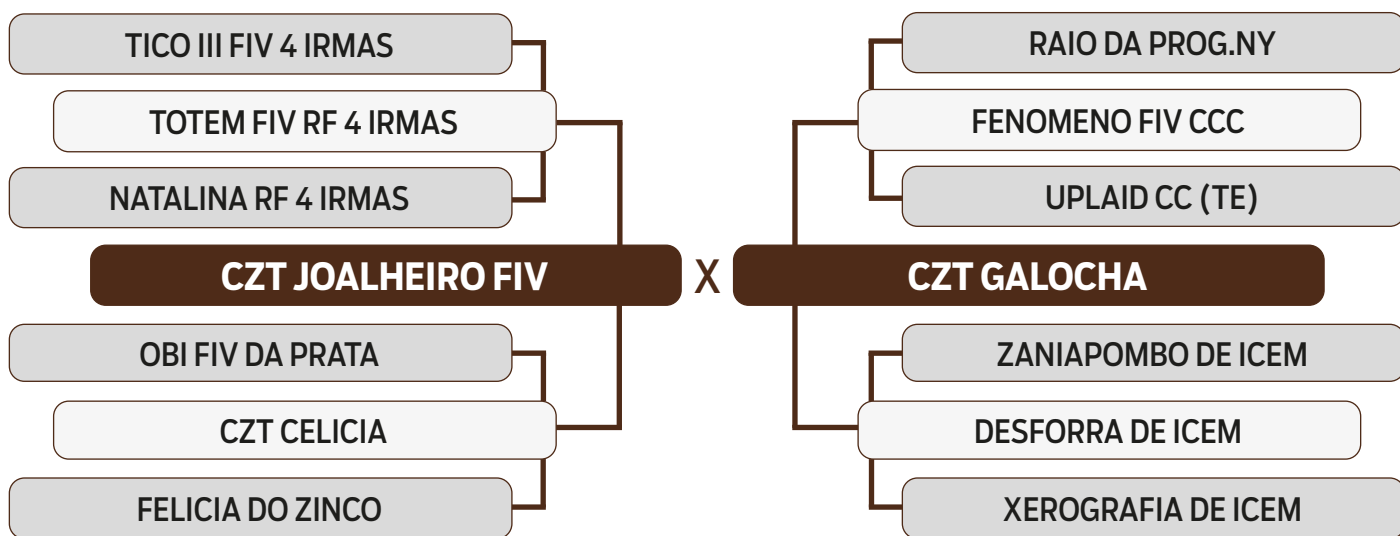 TICO III FIV 4 IRMAS
TOTEM FIV RF 4 IRMAS
NATALINA RF 4 IRMAS
CZT JOALHEIRO FIV
OBI FIV DA PRATA
CZT CELICIA
FELICIA DO ZINCO
X
RAIO DA PROG.NY
FENOMENO FIV CCC
UPLAID CC (TE)
CZT GALOCHA
ZANIAPOMBO DE ICEM
DESFORRA DE ICEM
XEROGRAFIA DE ICEM